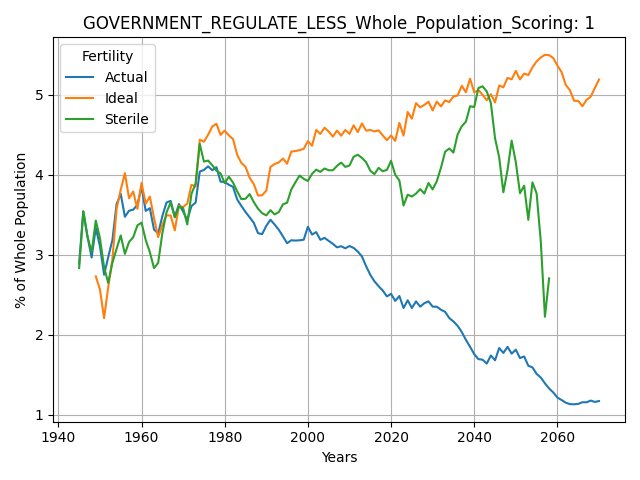 GOVERNMENT_REGULATE_LESS_Whole_Population_Scoring: 1
Fertility
Actual
Ideal
Sterile
% of Whole Population
5
4
3
2
1
1940 1960 1980 2000 2020 2040 2060
Years